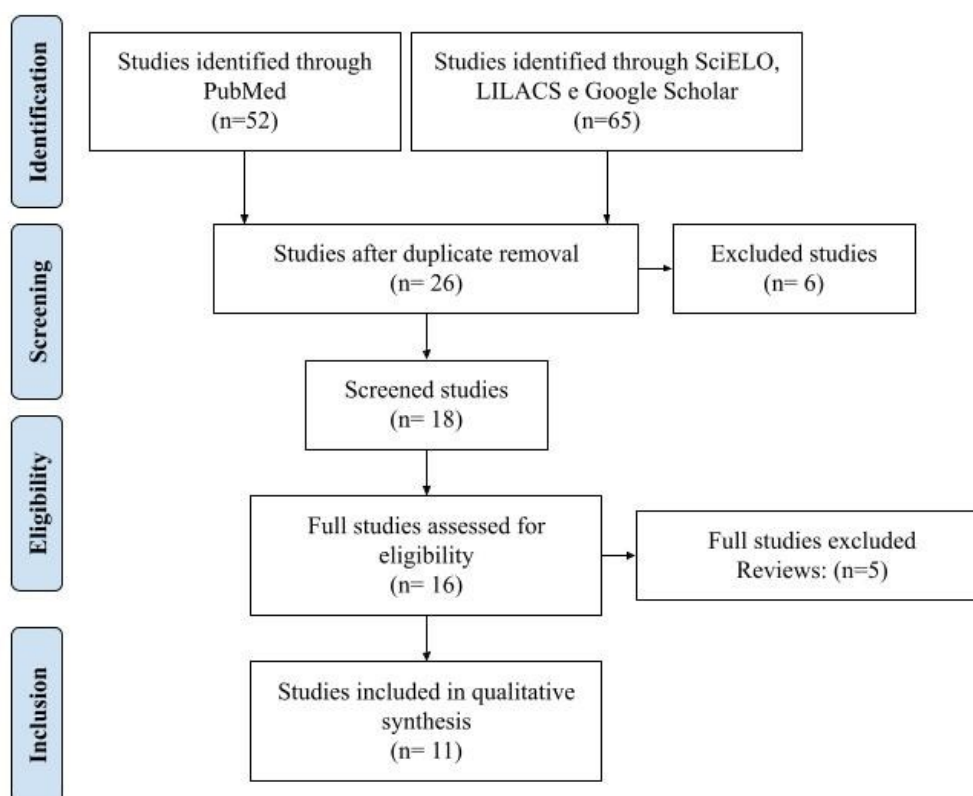 Identification
Studies identified through
PubMed
(n=52)
Studies identified through SciELO,
LILACS e Google Scholar
(n=65)
Screening
Studies after duplicate removal
(n= 26)
Excluded studies
(n= 6)
Screened studies
(n= 18)
Eligibility
Full studies assessed for
eligibility
(n= 16)
Full studies excluded
Reviews: (n=5)
Inclusion
Studies included in qualitative
synthesis
(n= 11)